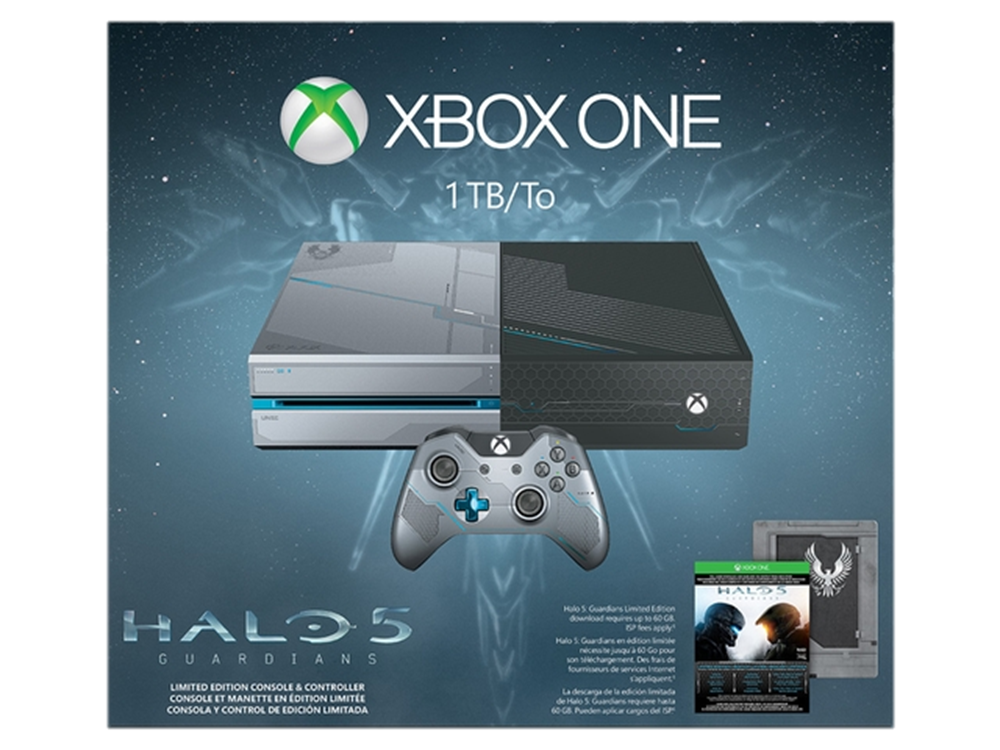 XBOX ONE
1 TB/To
UNSC
HALO 5
GUARDIANS
LIMITED EDITION CONSOLE & CONTROLLER
CONSOLE ET MANETTE EN ÉDITION LIMITÉE
CONSOLA Y CONTROL DE EDICIÓN LIMITADA
Halo 5: Guardians Limited Edition
download requires up to 60 GB.
ISP fees apply.¹
Halo 5: Guardians en édition limitée
nécessite jusqu'à 60 Go pour
son téléchargement. Des frais de
fournisseurs de services Internet
s'appliquent.¹
La descarga de la edición limitada
de Halo 5: Guardians requiere hasta
60 GB. Pueden aplicar cargos del ISP.¹
XBOX ONE
HALO 5
GUARDIANS